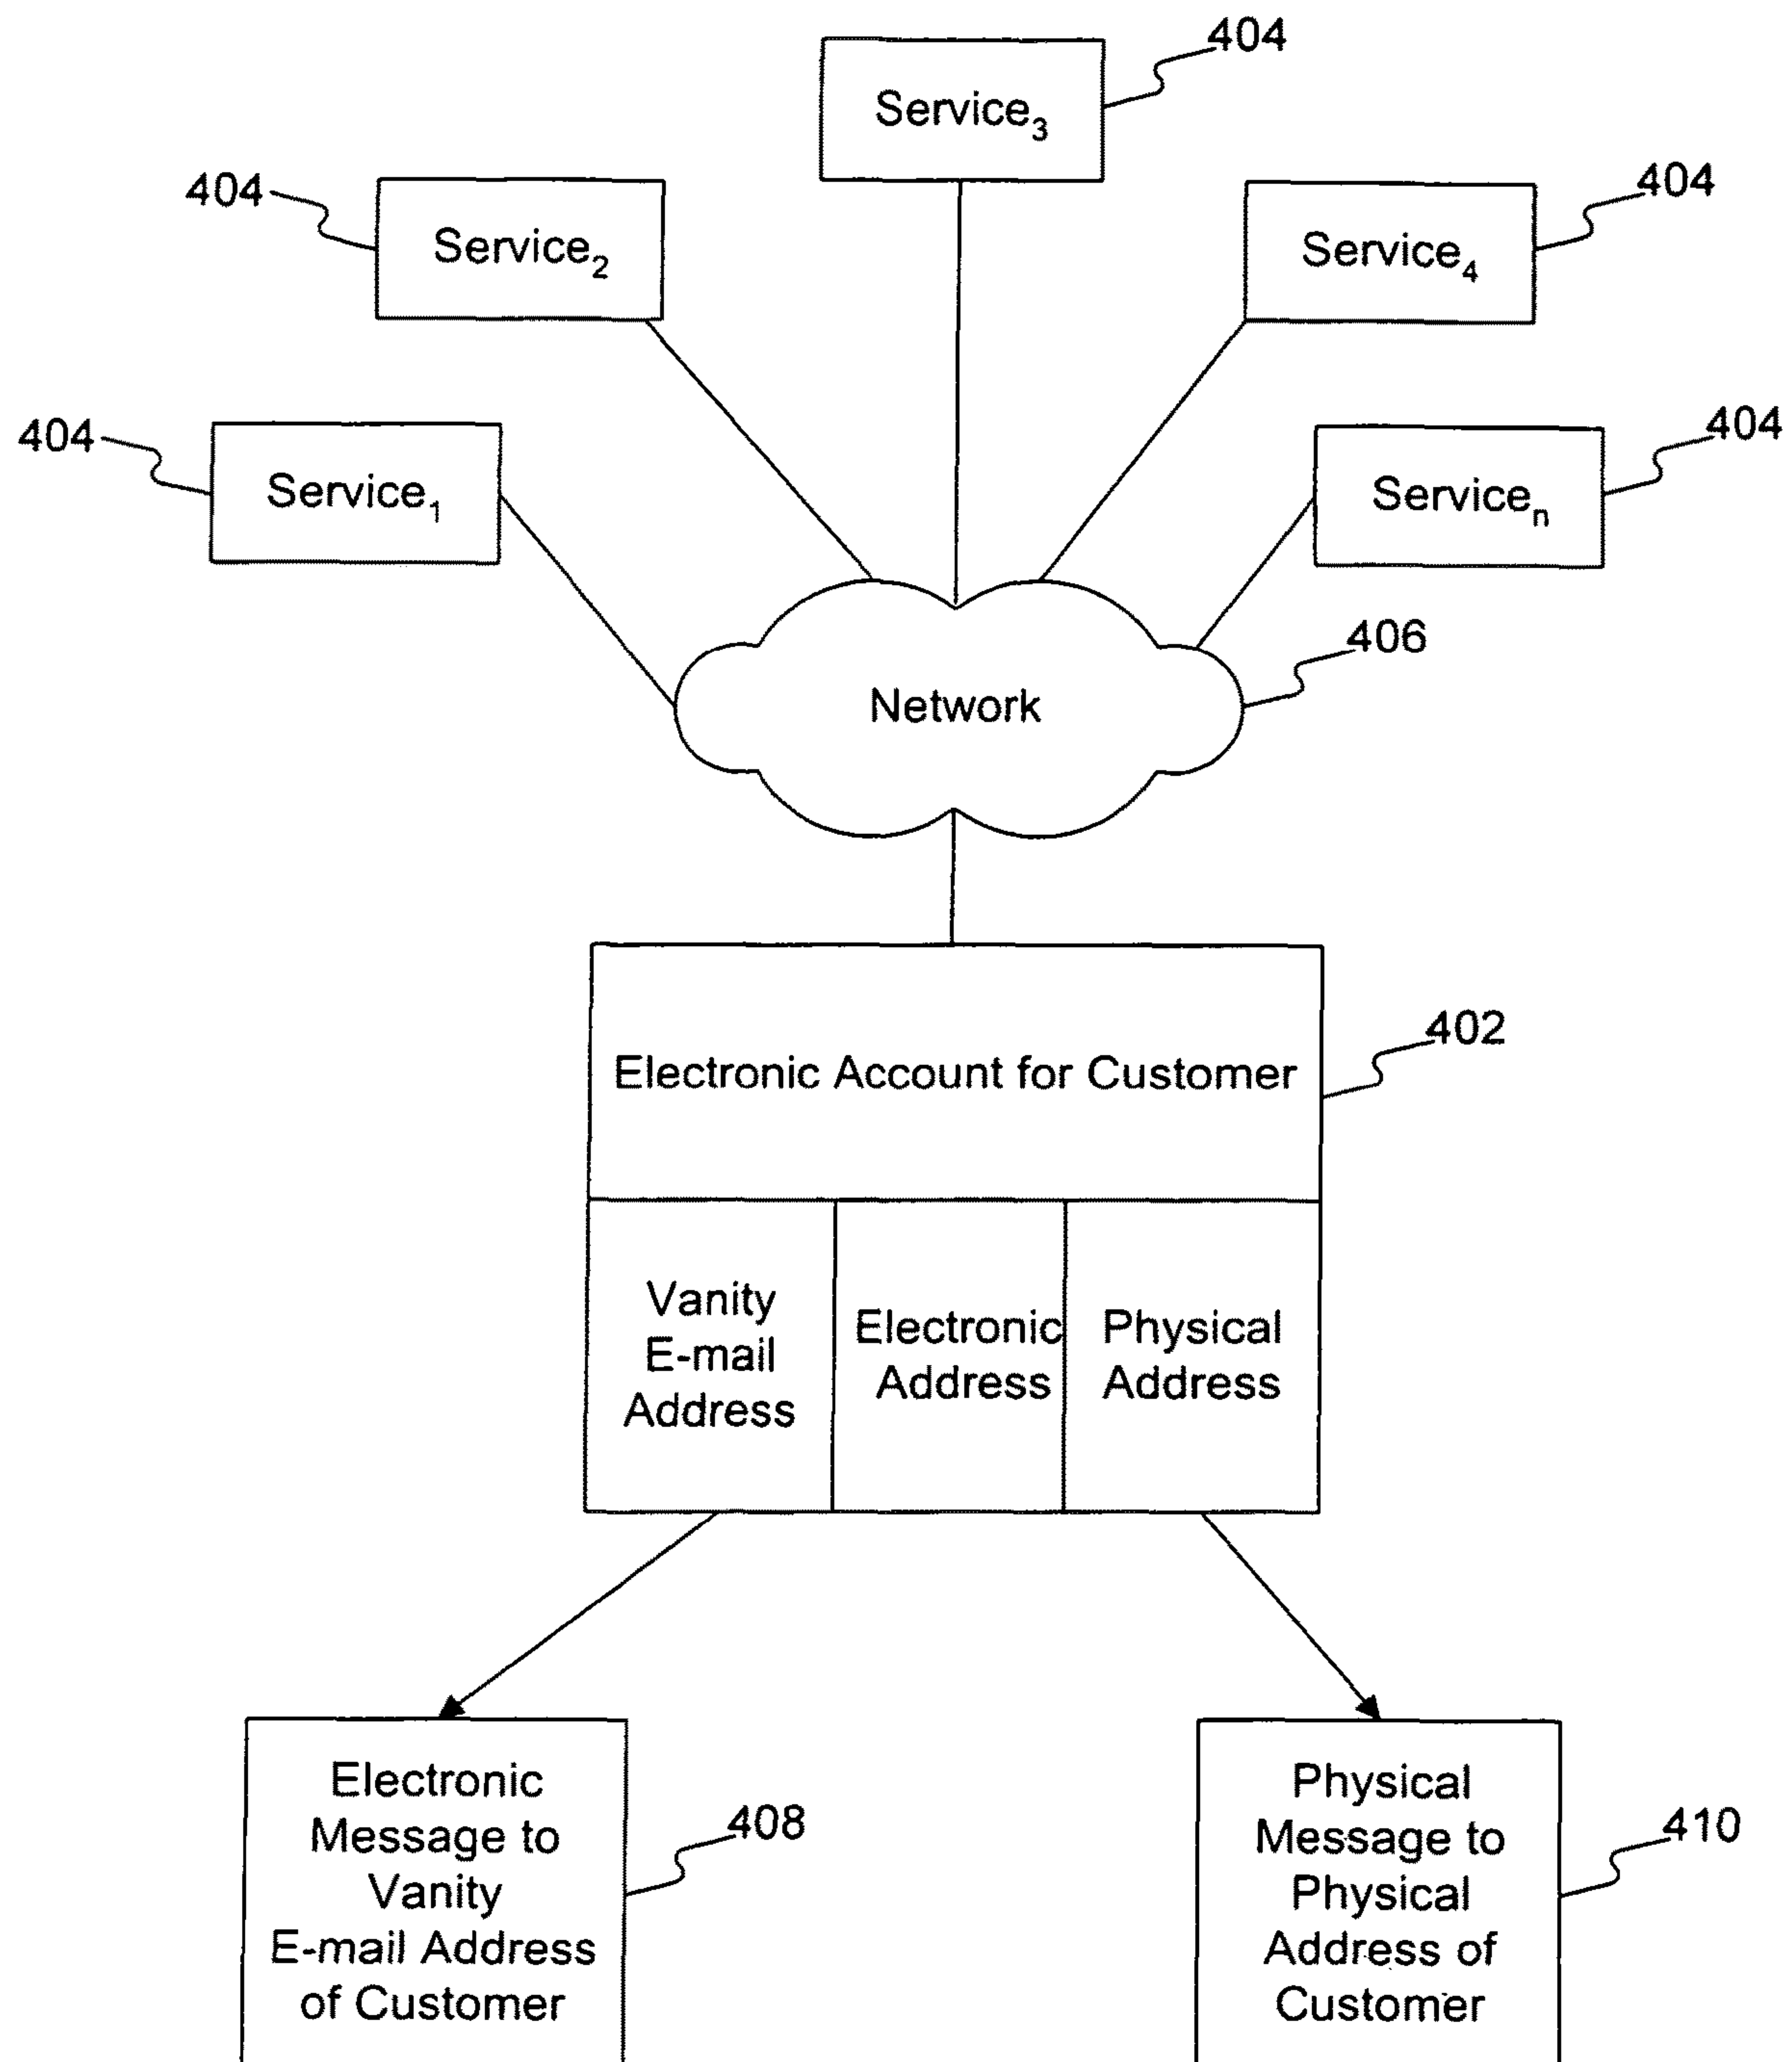 404
Service₃
404
404
Service₂
Service₄
404
404
Service₁
Serviceₙ
406
Network
402
Electronic Account for Customer
Vanity
E-mail
Address
Electronic
Address
Physical
Address
Electronic
Message to
Vanity
E-mail Address
of Customer
408
Physical
Message to
Physical
Address of
Customer
410